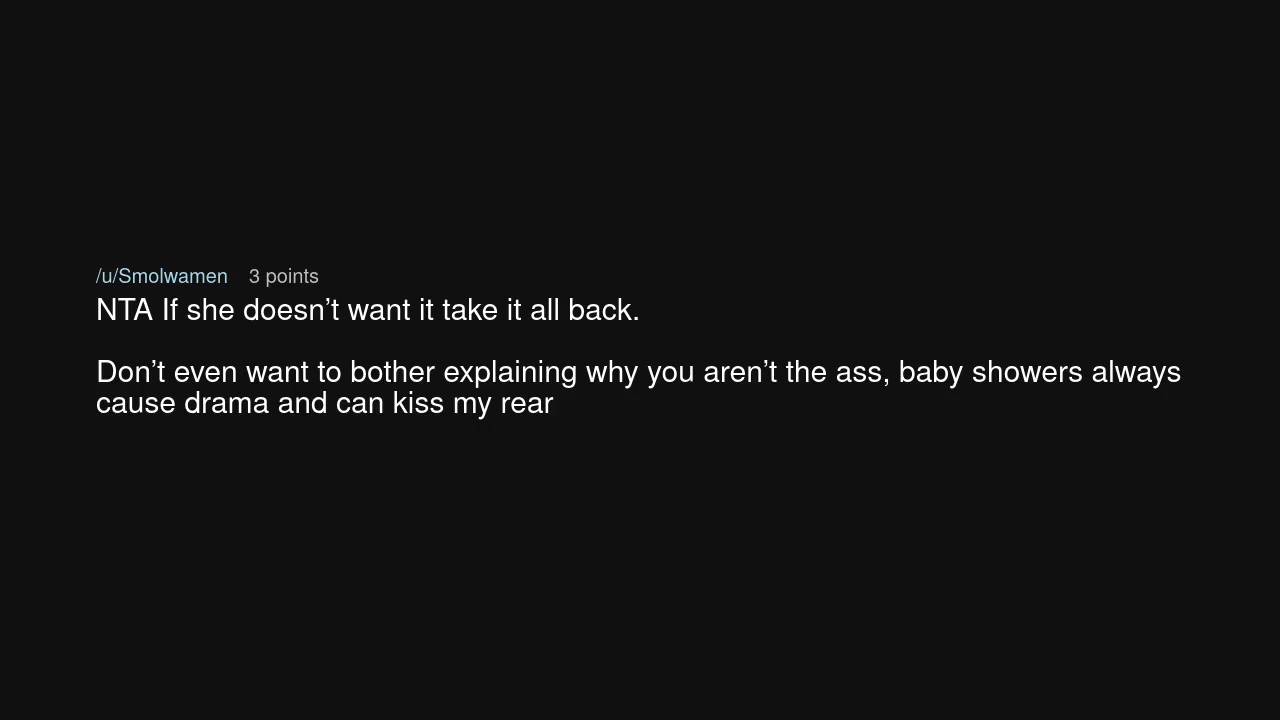 /u/Smolwamen 3 points
NTA If she doesn’t want it take it all back.
Don’t even want to bother explaining why you aren’t the ass, baby showers always
cause drama and can kiss my rear